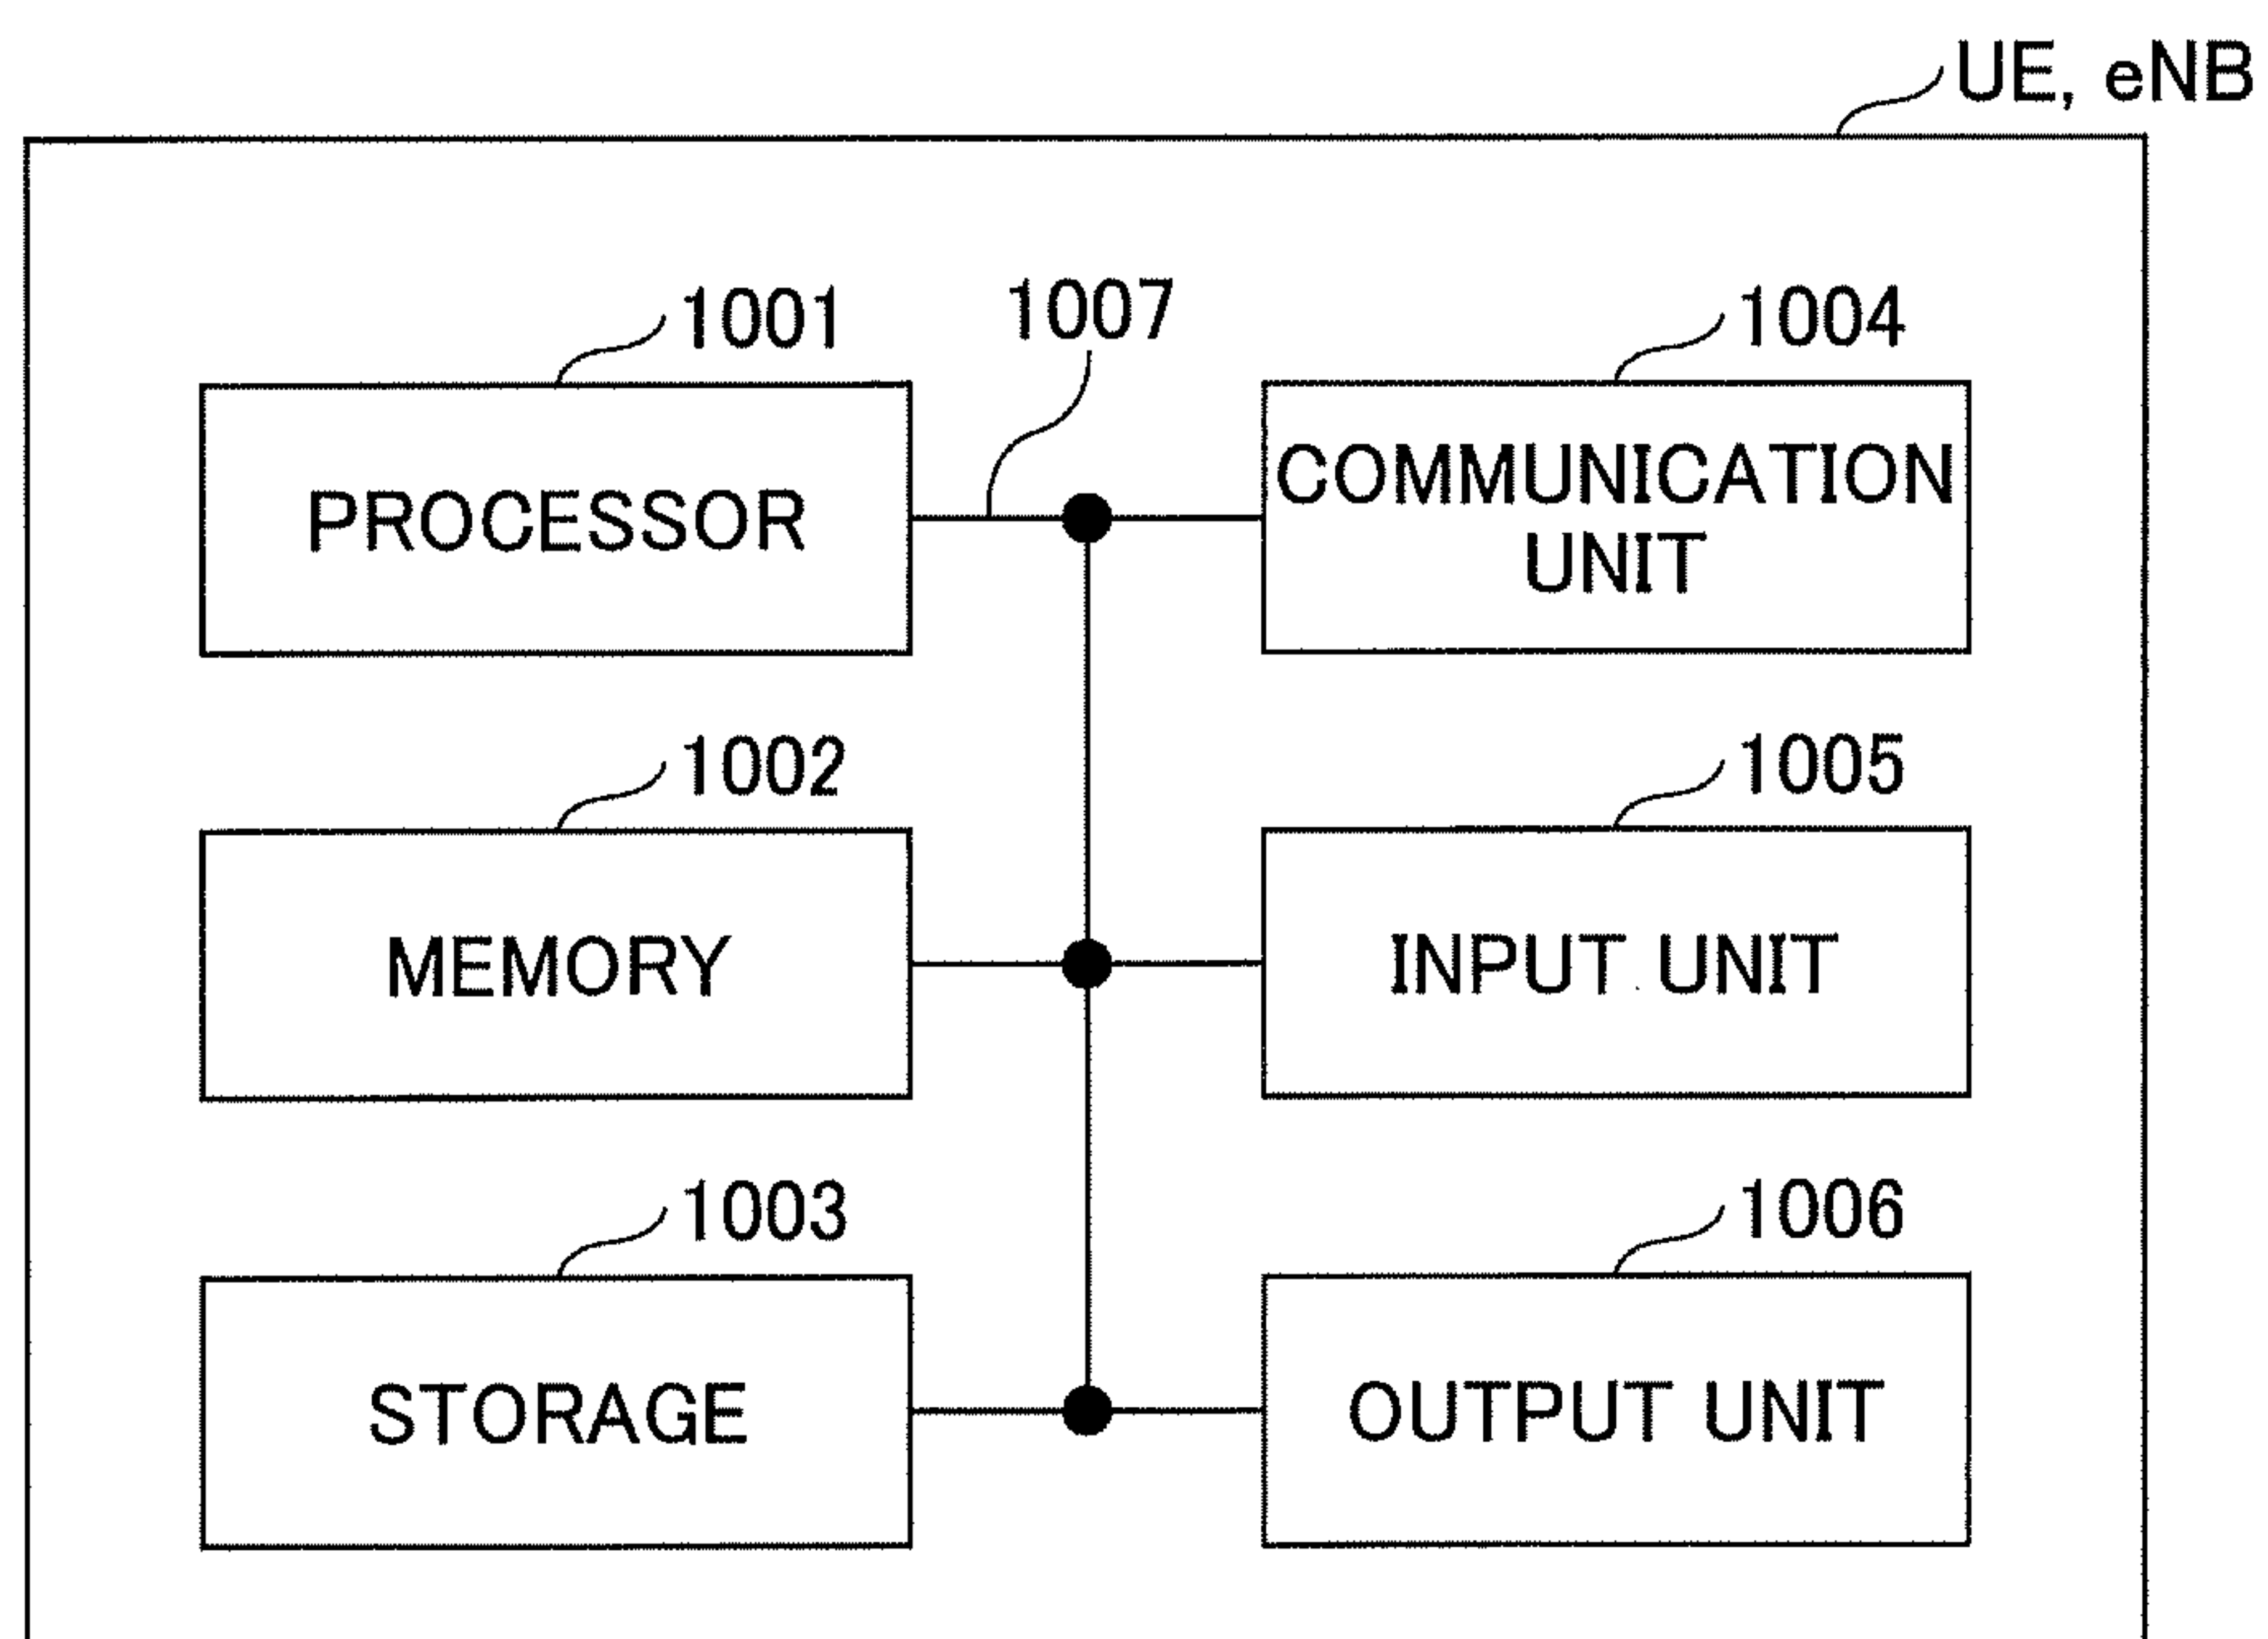 UE, eNB
1001
1007
1004
PROCESSOR
COMMUNICATION
UNIT
1002
1005
MEMORY
INPUT UNIT
1003
1006
STORAGE
OUTPUT UNIT